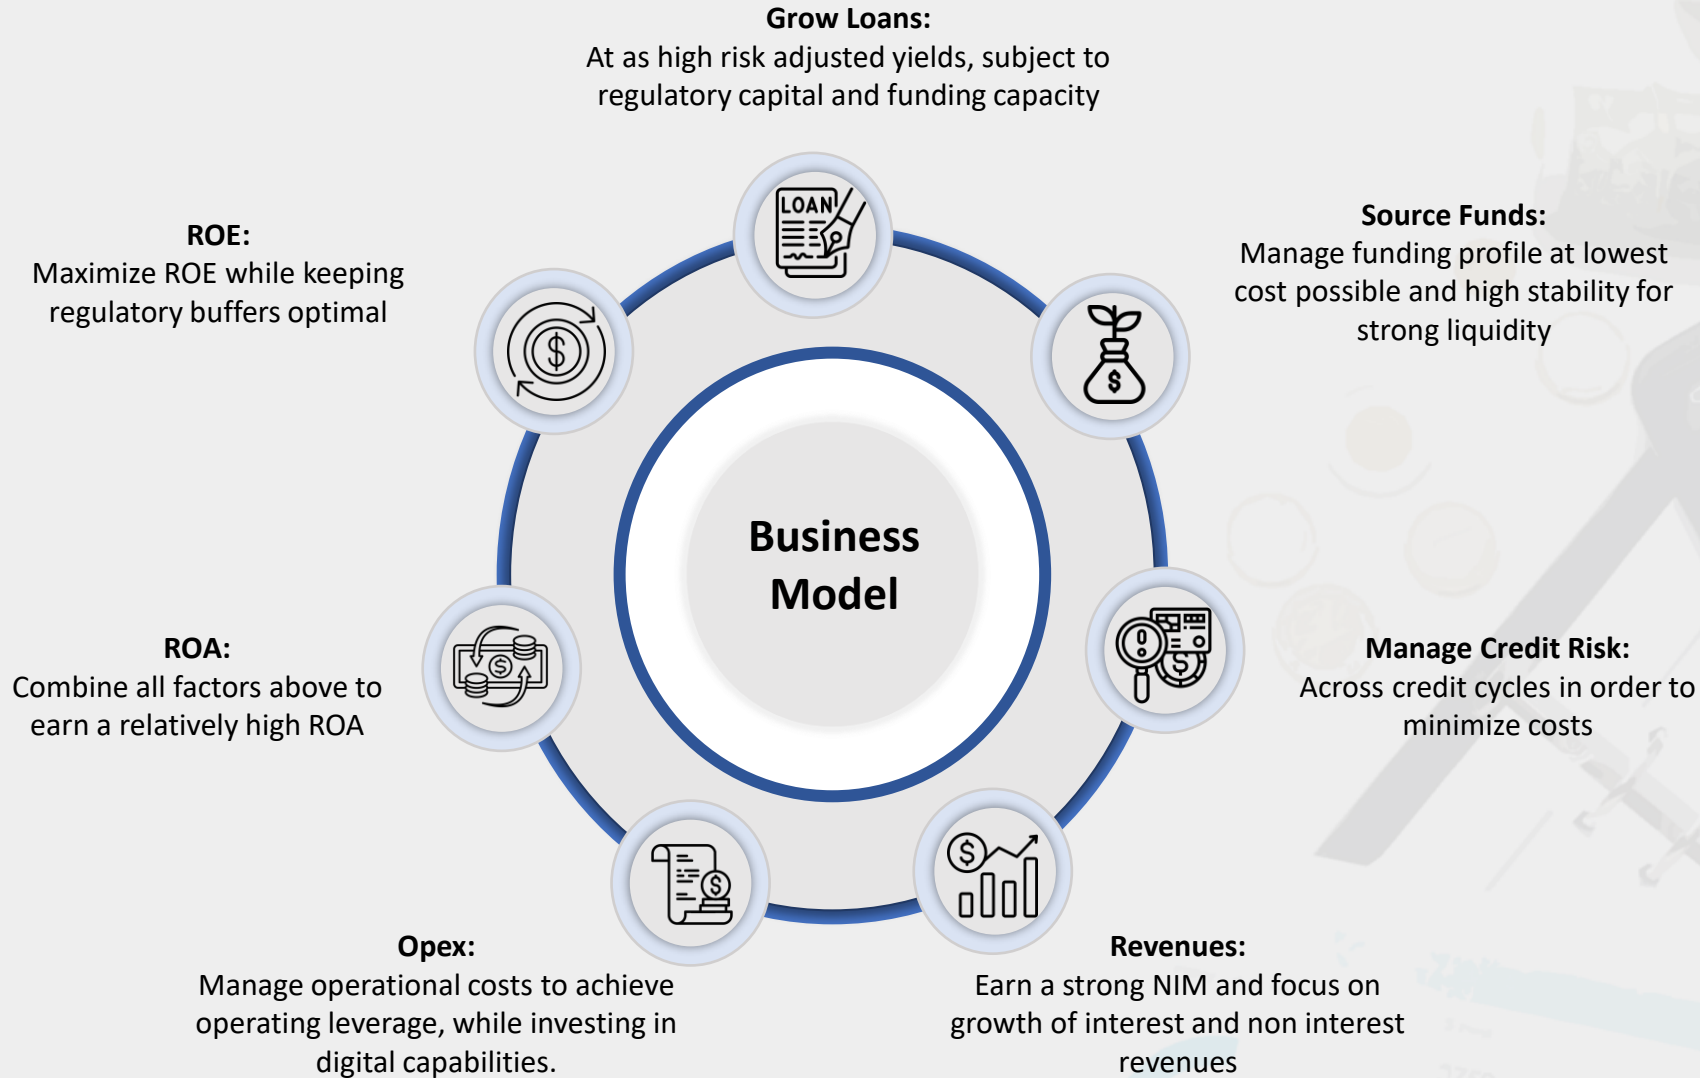 Grow Loans:
At as high risk adjusted yields, subject to
regulatory capital and funding capacity
LOAN
Source Funds:
Manage funding profile at lowest
cost possible and high stability for
strong liquidity
$
Manage Credit Risk:
Across credit cycles in order to
minimize costs
$
Revenues:
Earn a strong NIM and focus on
growth of interest and non interest
revenues
$
Opex:
Manage operational costs to achieve
operating leverage, while investing in
digital capabilities.
$
ROA:
Combine all factors above to
earn a relatively high ROA
$
ROE:
Maximize ROE while keeping
regulatory buffers optimal
$
Business
Model